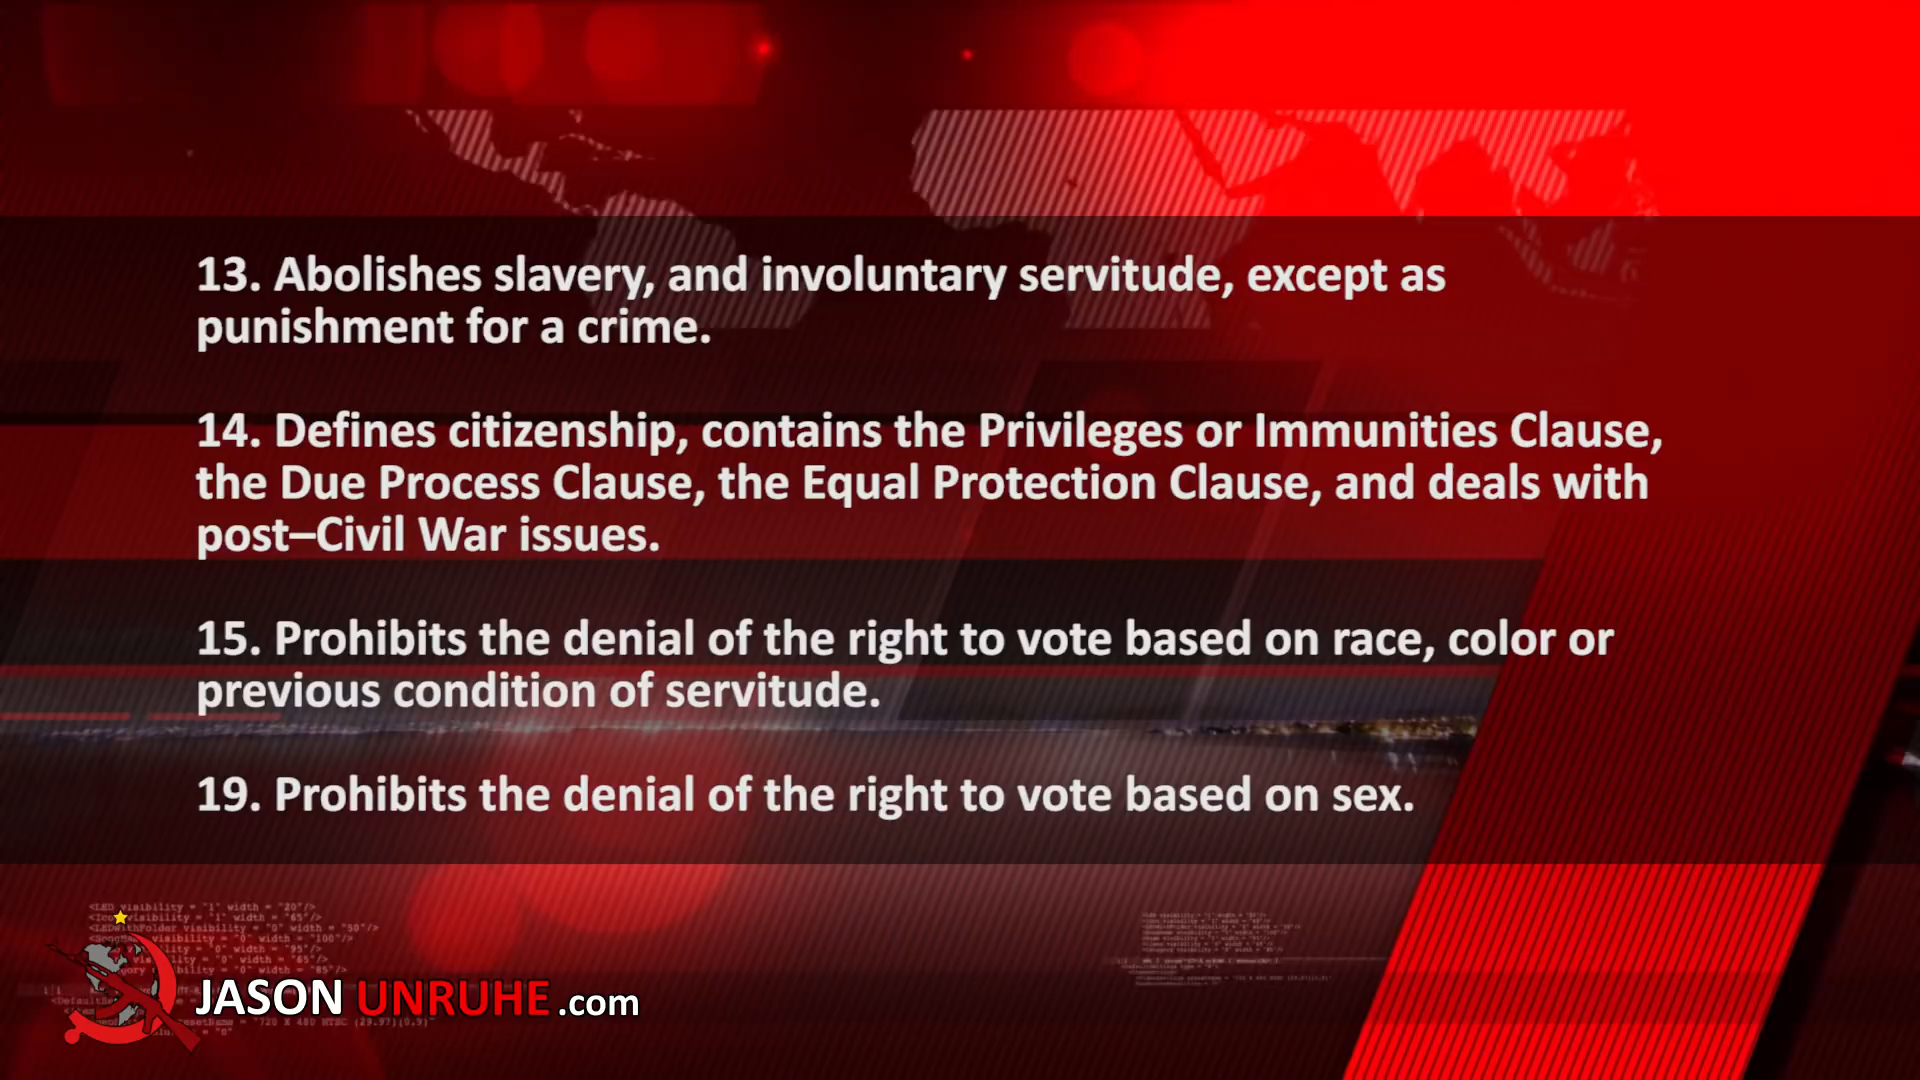 13. Abolishes slavery, and involuntary servitude, except as
punishment for a crime.
14. Defines citizenship, contains the Privileges or Immunities Clause,
the Due Process Clause, the Equal Protection Clause, and deals with
post–Civil War issues.
15. Prohibits the denial of the right to vote based on race, color or
previous condition of servitude.
19. Prohibits the denial of the right to vote based on sex.
JASON UNRUHE .com